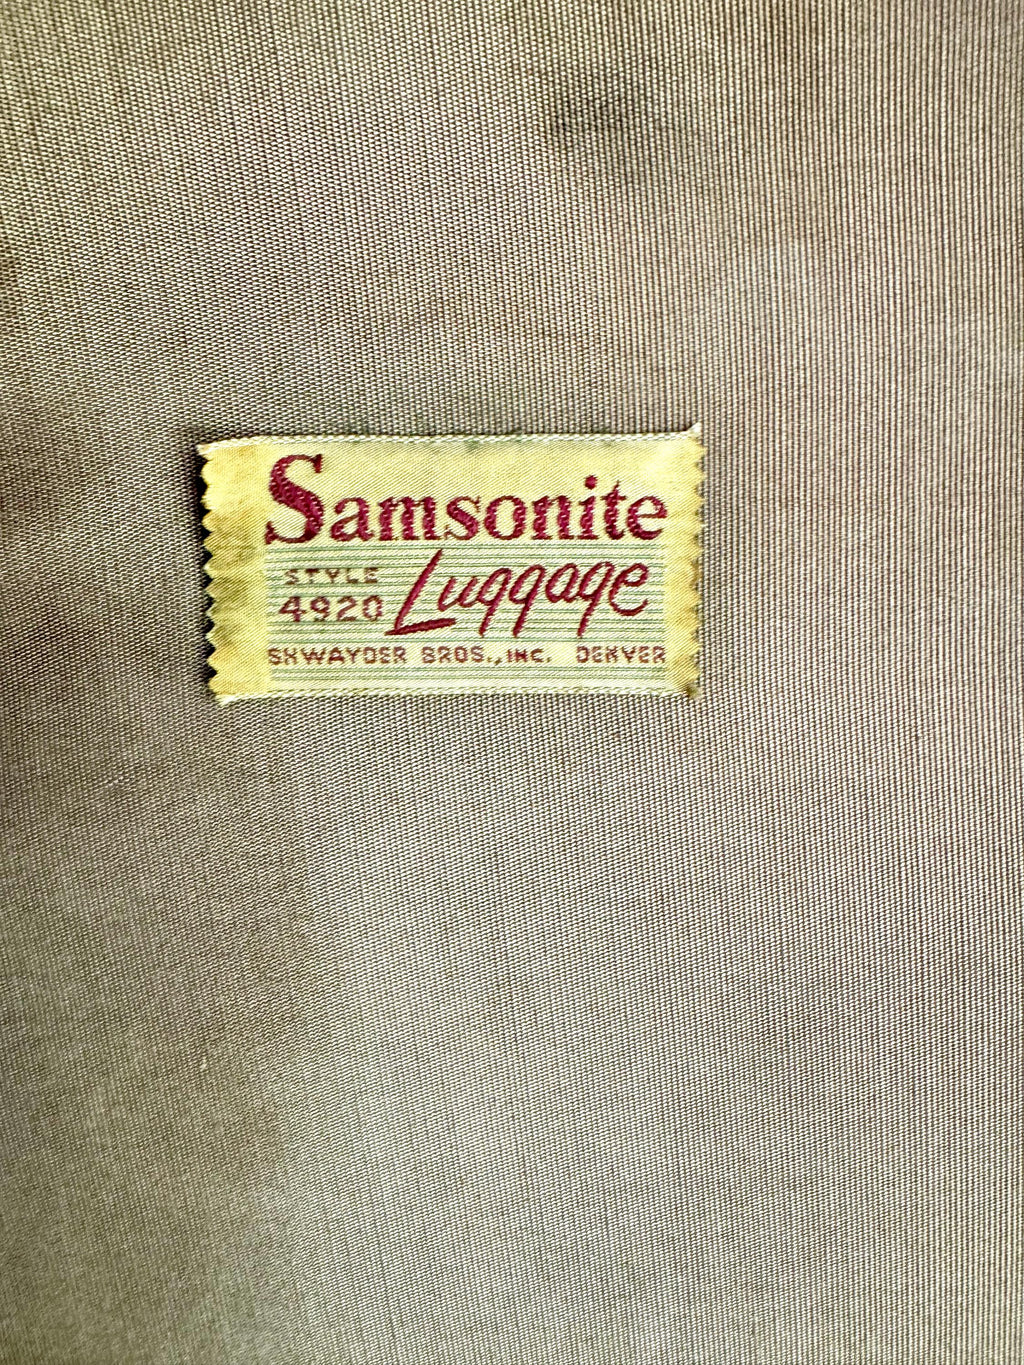 Samsonite
STYLE
4920 Luggage
SHWAYDER BROS., INC. DENVER